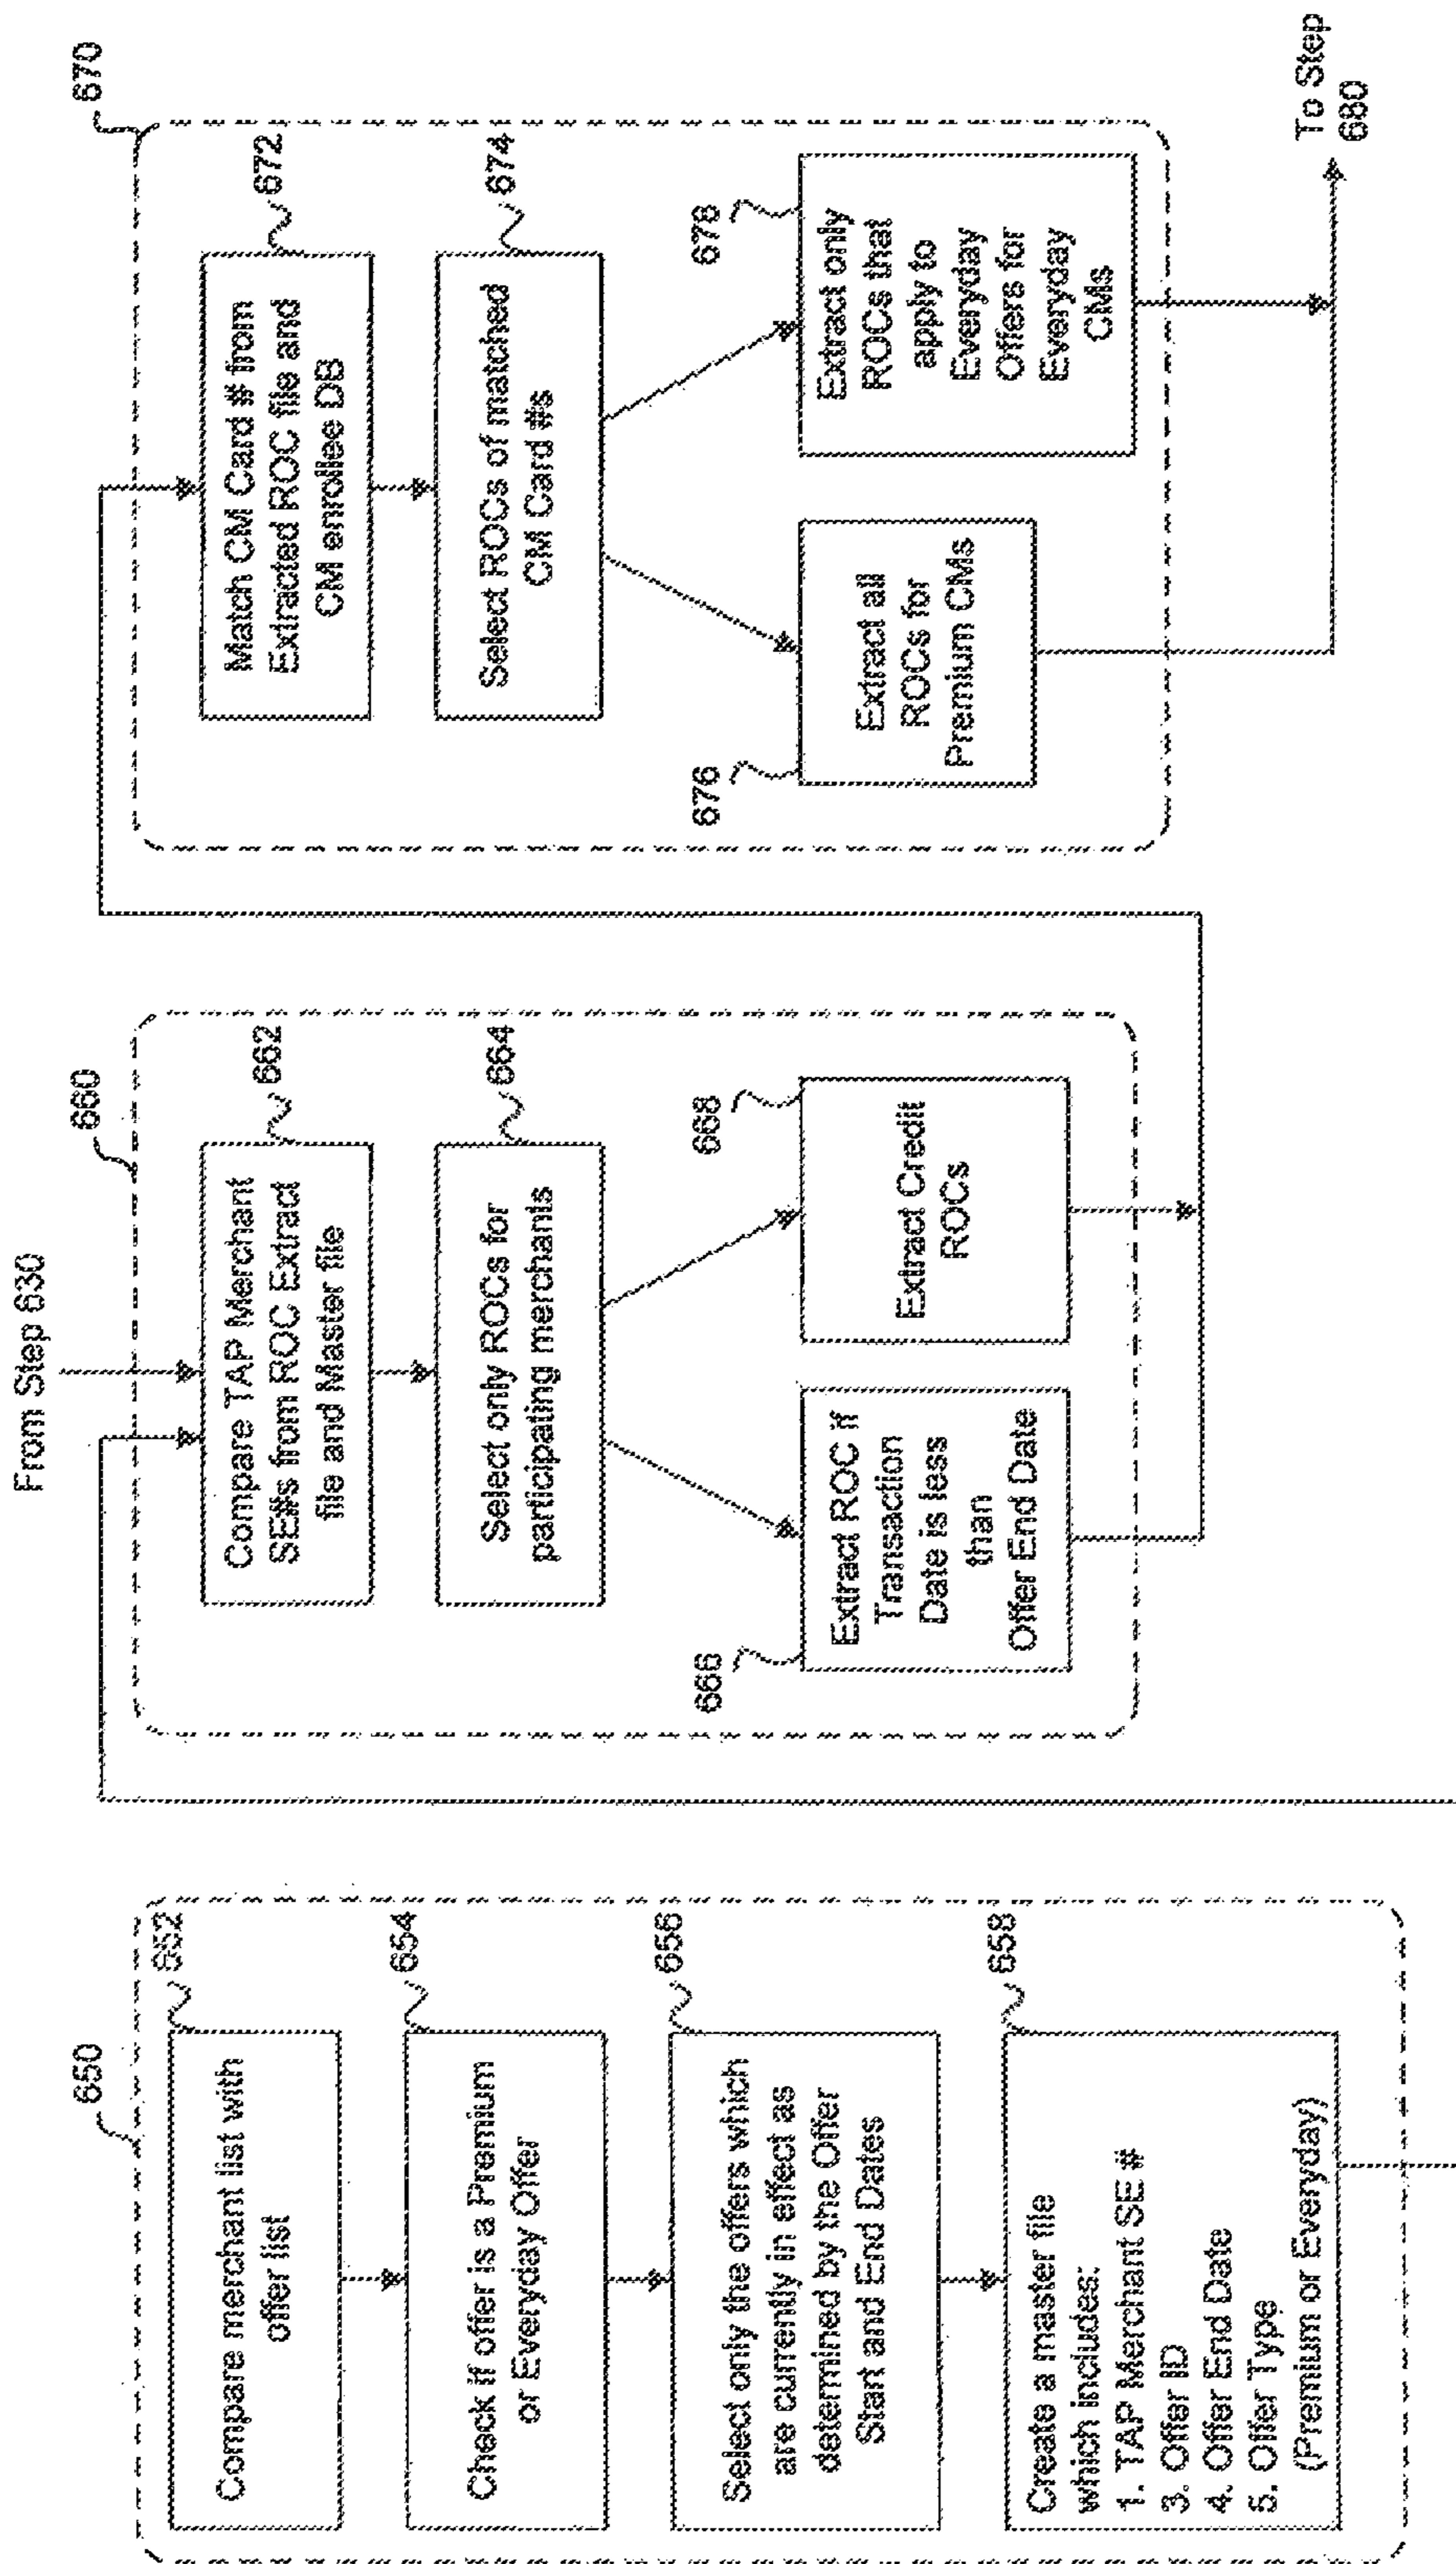 650
652
Compare merchant list with
offer list
654
Check if offer is a Premium
or Everyday Offer
656
Select only the offers which
are currently in effect as
determined by the Offer
Start and End Dates
658
Create a master file
which includes:
1. TAP Merchant SE #
3. Offer ID
4. Offer End Date
5. Offer Type
(Premium or Everyday)
From Step 630
660
662
Compare TAP Merchant
SE#s from ROC Extract
file and Master file
664
Select only ROCs for
participating merchants
666
Extract ROC if
Transaction
Date is less
than
Offer End Date
668
Extract Credit
ROCs
670
672
Match CM Card # from
Extracted ROC file and
CM enrollee DB
674
Select ROCs of matched
CM Card #s
676
Extract all
ROCs for
Premium CMs
678
Extract only
ROCs that
apply to
Everyday
Offers for
Everyday
CMs
To Step
680